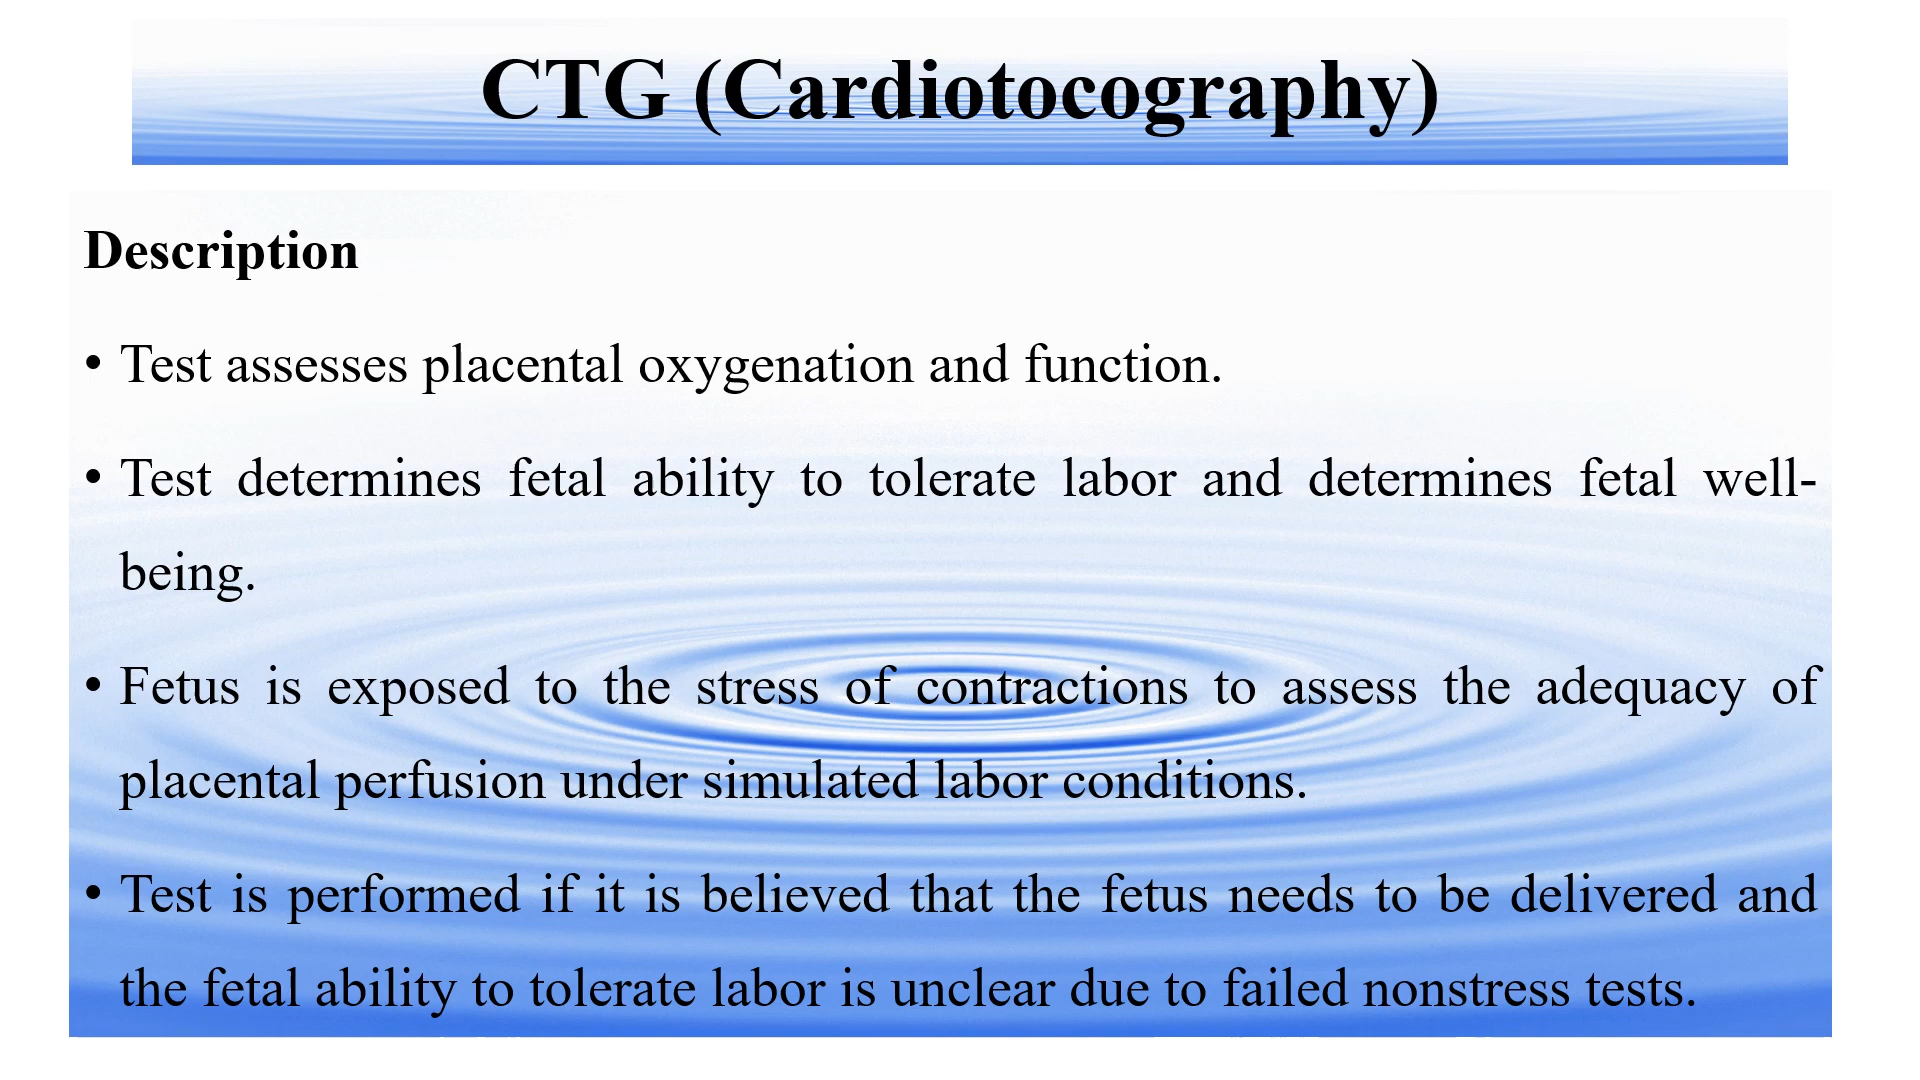 CTG (Cardiotocography)
Description
• Test assesses placental oxygenation and function.
• Test determines fetal ability to tolerate labor and determines fetal well-
being.
• Fetus is exposed to the stress of contractions to assess the adequacy of
placental perfusion under simulated labor conditions.
• Test is performed if it is believed that the fetus needs to be delivered and
the fetal ability to tolerate labor is unclear due to failed nonstress tests.